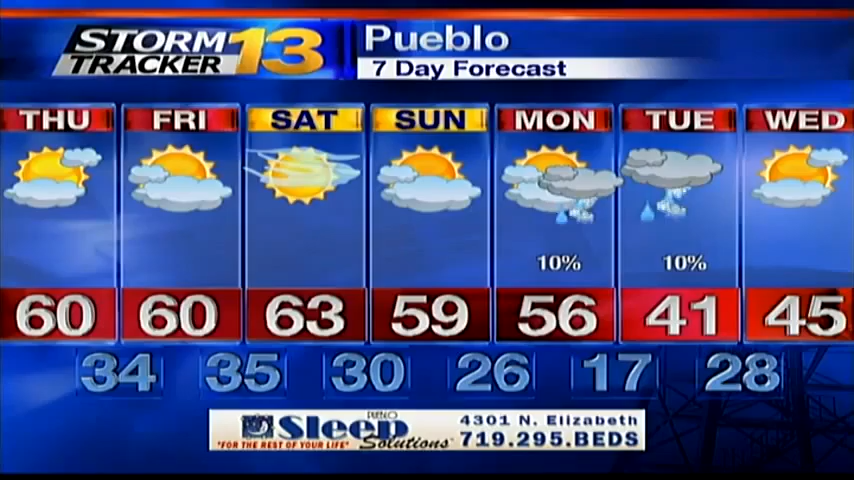 STORM
TRACKER 13
Pueblo
7 Day Forecast
THU FRI SAT SUN MON TUE WED
10% 10%
60 60 63 59 56 41 45
34 35 30 26 17 28
PUEBLO
Sleep
Solutions
"FOR THE REST OF YOUR LIFE"
4301 N. Elizabeth
719.295.BEDS